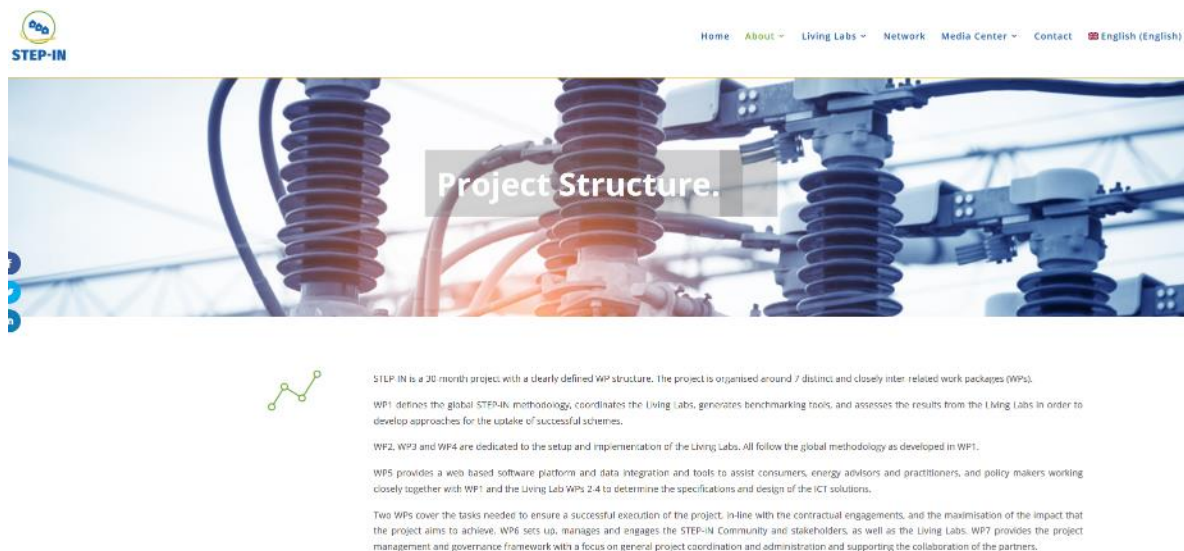 STEP-IN
Home About Living Labs Network Media Center Contact English (English)
Project Structure.
STEP-IN is a 30 month project with a clearly defined WP structure. The project is organised around 7 distinct and closely inter-related work packages (WPs).
WP1 defines the global STEP-IN methodology, coordinates the Living Labs, generates benchmarking tools, and assesses the results from the Living Labs in order to
develop approaches for the uptake of successful schemes.
WP2, WP3 and WP4 are dedicated to the setup and implementation of the Living Labs. All follow the global methodology as developed in WP1.
WP5 provides a web based software platform and data integration and tools to assist consumers, energy advisors and practitioners, and policy makers working
closely together with WP1 and the Living Lab WPs 2-4 to determine the specifications and design of the ICT solutions.
Two WPs cover the tasks needed to ensure a successful execution of the project, in-line with the contractual engagements, and the maximisation of the impact that
the project aims to achieve. WP6 sets up, manages and engages the STEP-IN Community and stakeholders, as well as the Living Labs. WP7 provides the project
management and governance framework with a focus on general project coordination and administration and supporting the collaboration of the partners.